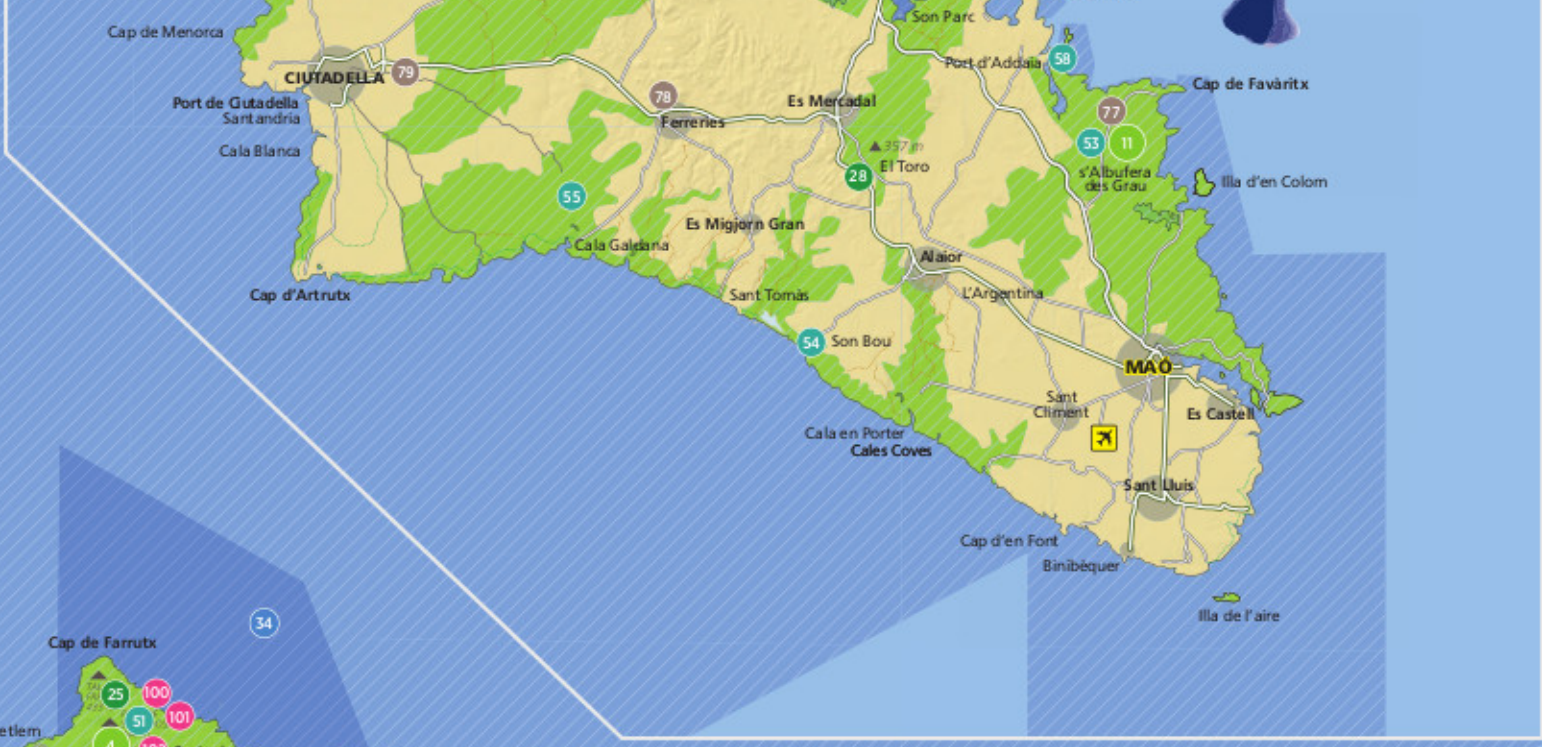 Son Parc
Cap de Menorca
58
Port d'Addaia
CIUTADELLA
79
Cap de Favàritx
78
Es Mercadal
Port de Ciutadella
Santandria
Ferreries
77
53
11
357 m
Cala Blanca
El Toro
28
s'Albufera
des Grau
Illa d'en Colom
55
Es Migjorn Gran
Cala Galdana
Alaior
Cap d'Artrutx
Sant Tomàs
L'Argentina
54
Son Bou
MAÓ
Sant
Climent
Es Castell
Cala en Porter
Cales Coves
Sant Lluís
Cap d'en Font
Binibèquer
Illa de l'aire
34
Cap de Farrutx
25
100
101
51
etlem
4